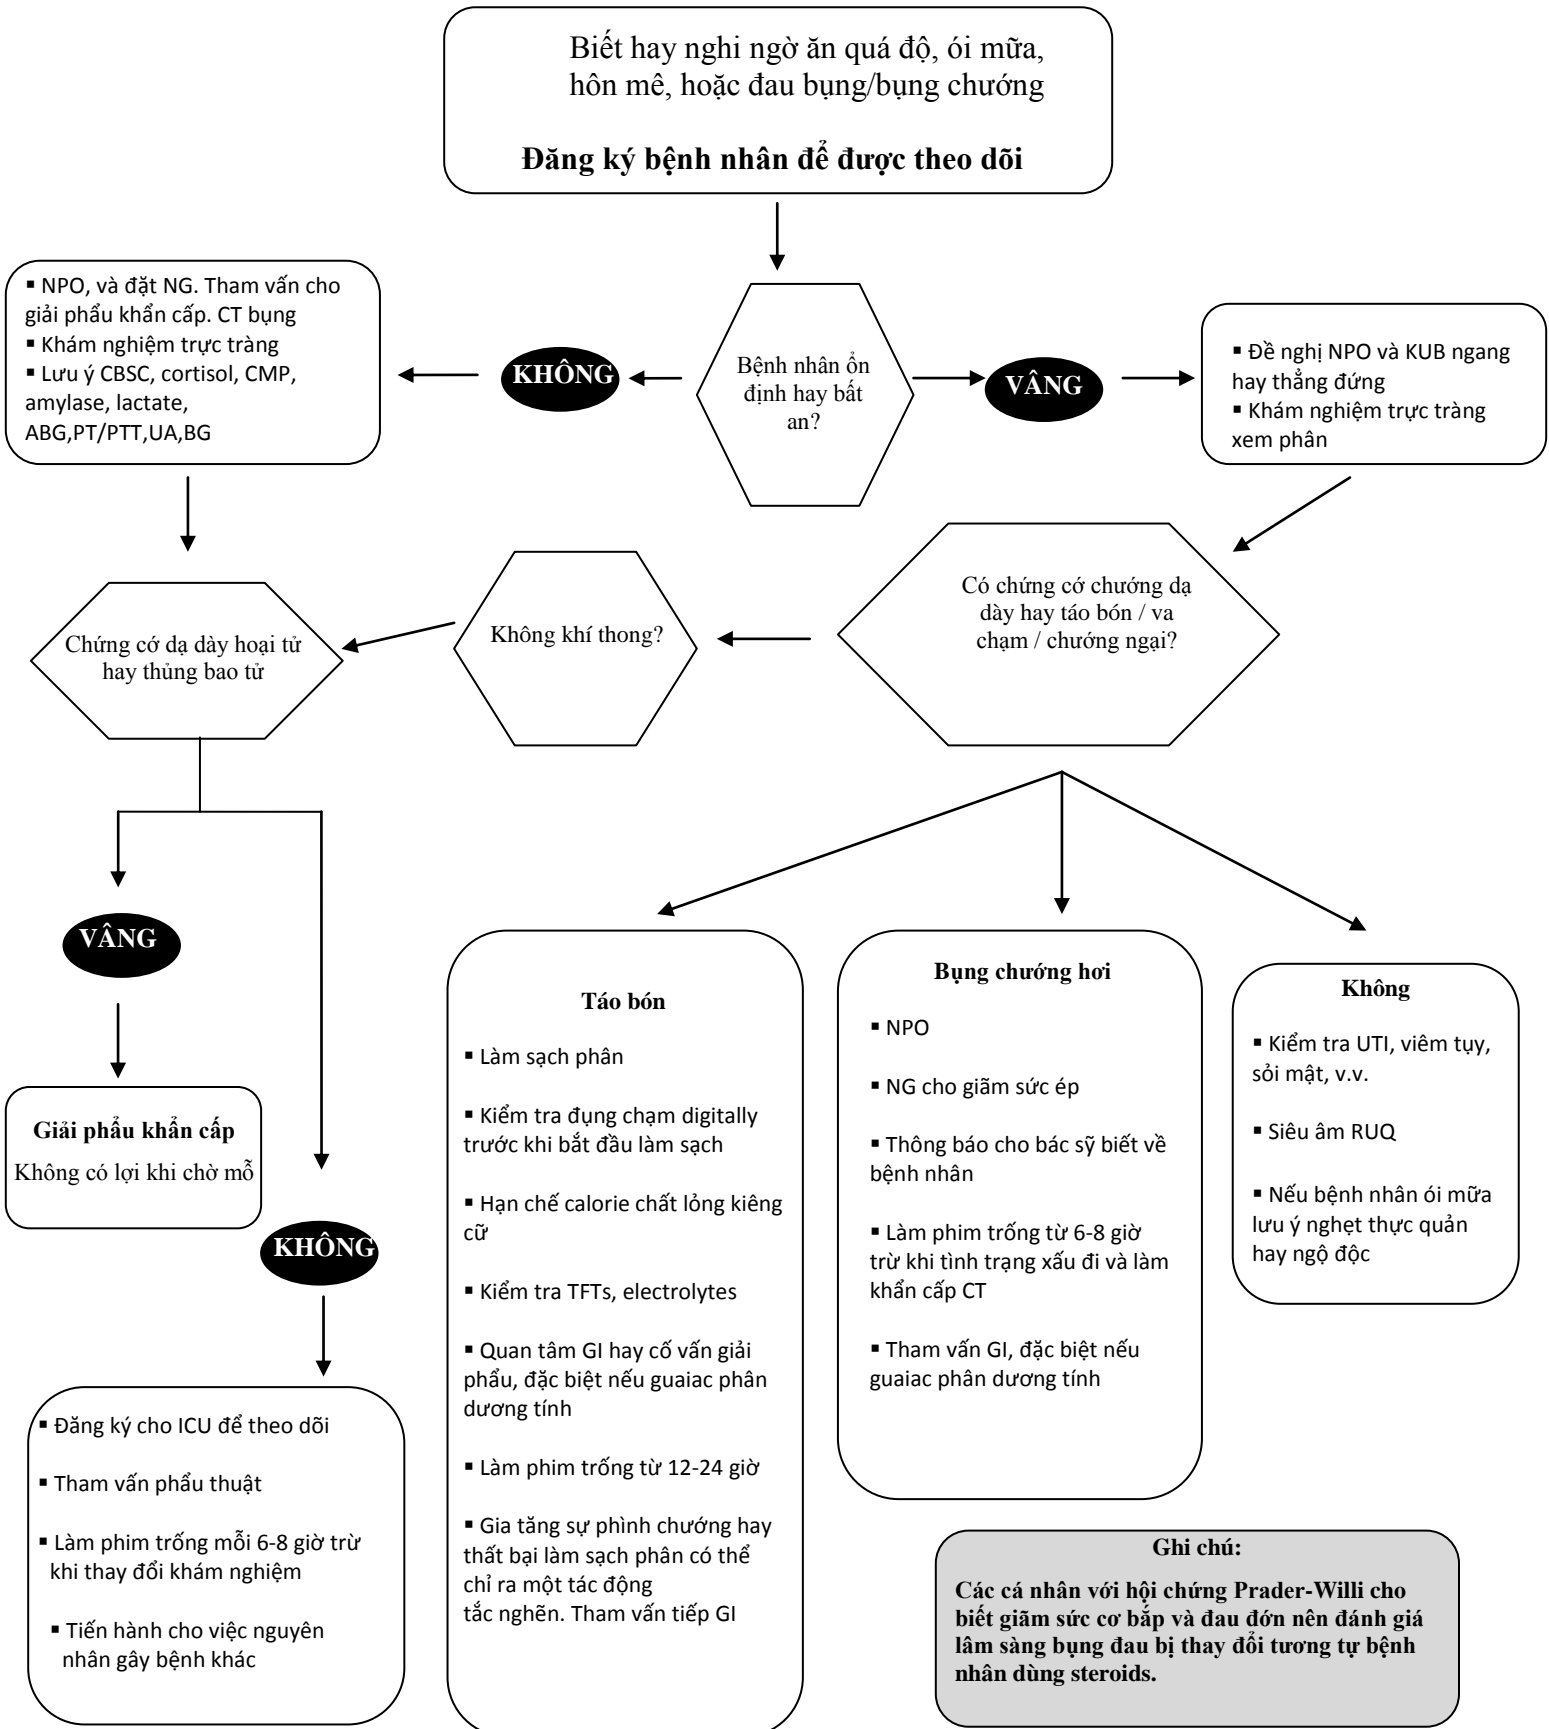 Biết hay nghi ngờ ăn quá độ, ói mữa,
hôn mê, hoặc đau bụng/bụng chướng
Đăng ký bệnh nhân để được theo dõi
▪ NPO, và đặt NG. Tham vấn cho
giải phẩu khẩn cấp. CT bụng
▪ Khám nghiệm trực tràng
▪ Lưu ý CBSC, cortisol, CMP,
amylase, lactate,
ABG,PT/PTT,UA,BG
KHÔNG
Bệnh nhân ổn
định hay bất
an?
VÂNG
▪ Đề nghị NPO và KUB ngang
hay thẳng đứng
▪ Khám nghiệm trực tràng
xem phân
Chứng cớ dạ dày hoại tử
hay thủng bao tử
Không khí thong?
Có chứng cớ chướng dạ
dày hay táo bón / va
chạm / chướng ngại?
VÂNG
Giải phẩu khẩn cấp
Không có lợi khi chờ mỗ
KHÔNG
▪ Đăng ký cho ICU để theo dõi
▪ Tham vấn phẩu thuật
▪ Làm phim trống mỗi 6-8 giờ trừ
khi thay đổi khám nghiệm
▪ Tiến hành cho việc nguyên
nhân gây bệnh khác
Táo bón
▪ Làm sạch phân
▪ Kiểm tra đụng chạm digitally
trước khi bắt đầu làm sạch
▪ Hạn chế calorie chất lỏng kiêng
cữ
▪ Kiểm tra TFTs, electrolytes
▪ Quan tâm GI hay cố vấn giải
phẩu, đặc biệt nếu guaiac phân
dương tính
▪ Làm phim trống từ 12-24 giờ
▪ Gia tăng sự phình chướng hay
thất bại làm sạch phân có thể
chỉ ra một tác động
tắc nghẽn. Tham vấn tiếp GI
Bụng chướng hơi
▪ NPO
▪ NG cho giãm sức ép
▪ Thông báo cho bác sỹ biết về
bệnh nhân
▪ Làm phim trống từ 6-8 giờ
trừ khi tình trạng xấu đi và làm
khẩn cấp CT
▪ Tham vấn GI, đặc biệt nếu
guaiac phân dương tính
Không
▪ Kiểm tra UTI, viêm tụy,
sỏi mật, v.v.
▪ Siêu âm RUQ
▪ Nếu bệnh nhân ói mữa
lưu ý nghẹt thực quản
hay ngộ độc
Ghi chú:
Các cá nhân với hội chứng Prader-Willi cho
biết giãm sức cơ bắp và đau đớn nên đánh giá
lâm sàng bụng đau bị thay đổi tương tự bệnh
nhân dùng steroids.